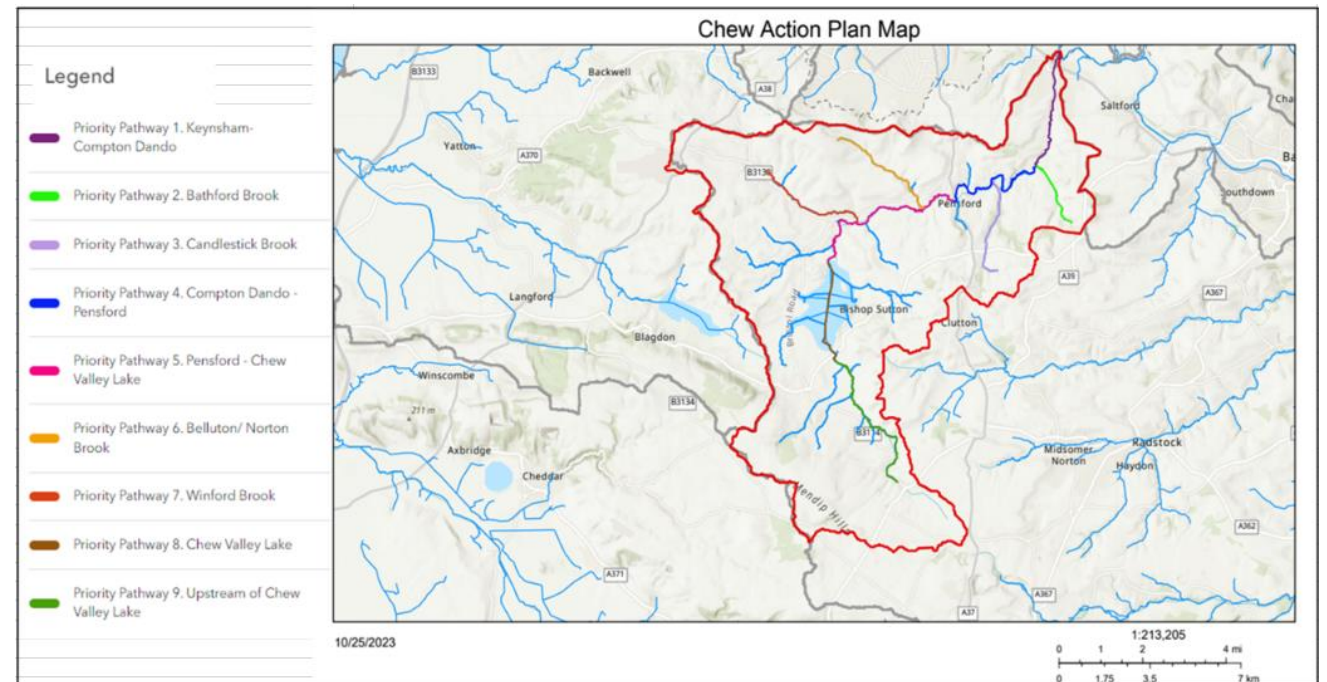 Chew Action Plan Map
Legend
Priority Pathway 1. Keynsham-
Compton Dando
Priority Pathway 2. Bathford Brook
Priority Pathway 3. Candlestick Brook
Priority Pathway 4. Compton Dando -
Pensford
Priority Pathway 5. Pensford - Chew
Valley Lake
Priority Pathway 6. Belluton/ Norton
Brook
Priority Pathway 7. Winford Brook
Priority Pathway 8. Chew Valley Lake
Priority Pathway 9. Upstream of Chew
Valley Lake
B3133
Backwell
A38
Saltford
Cha
Yatton
A370
B3130
Ba
Southdown
Pensford
A39
A367
Langford
Bishop Sutton
Clutton
Blagdon
Winscombe
B3134
211 m
B3114
Axbridge
Cheddar
Midsomer
Norton
Radstock
Haydon
Mendip Hills
A362
A371
A37
A367
10/25/2023
1:213,205
0 1 2 4 mi
0 1.75 3.5 7 km